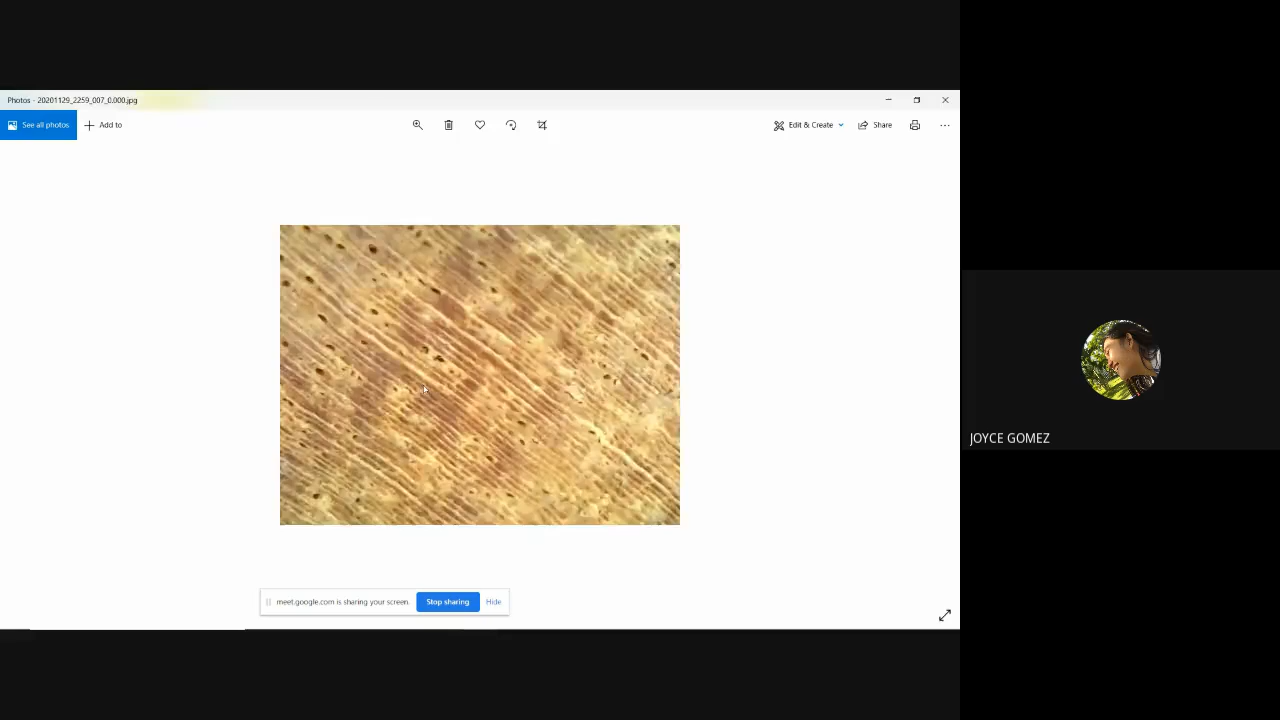 Photos - 20201129_2259_007_0.000.jpg
See all photos
Add to
Edit & Create
Share
JOYCE GOMEZ
meet.google.com is sharing your screen.
Stop sharing
Hide